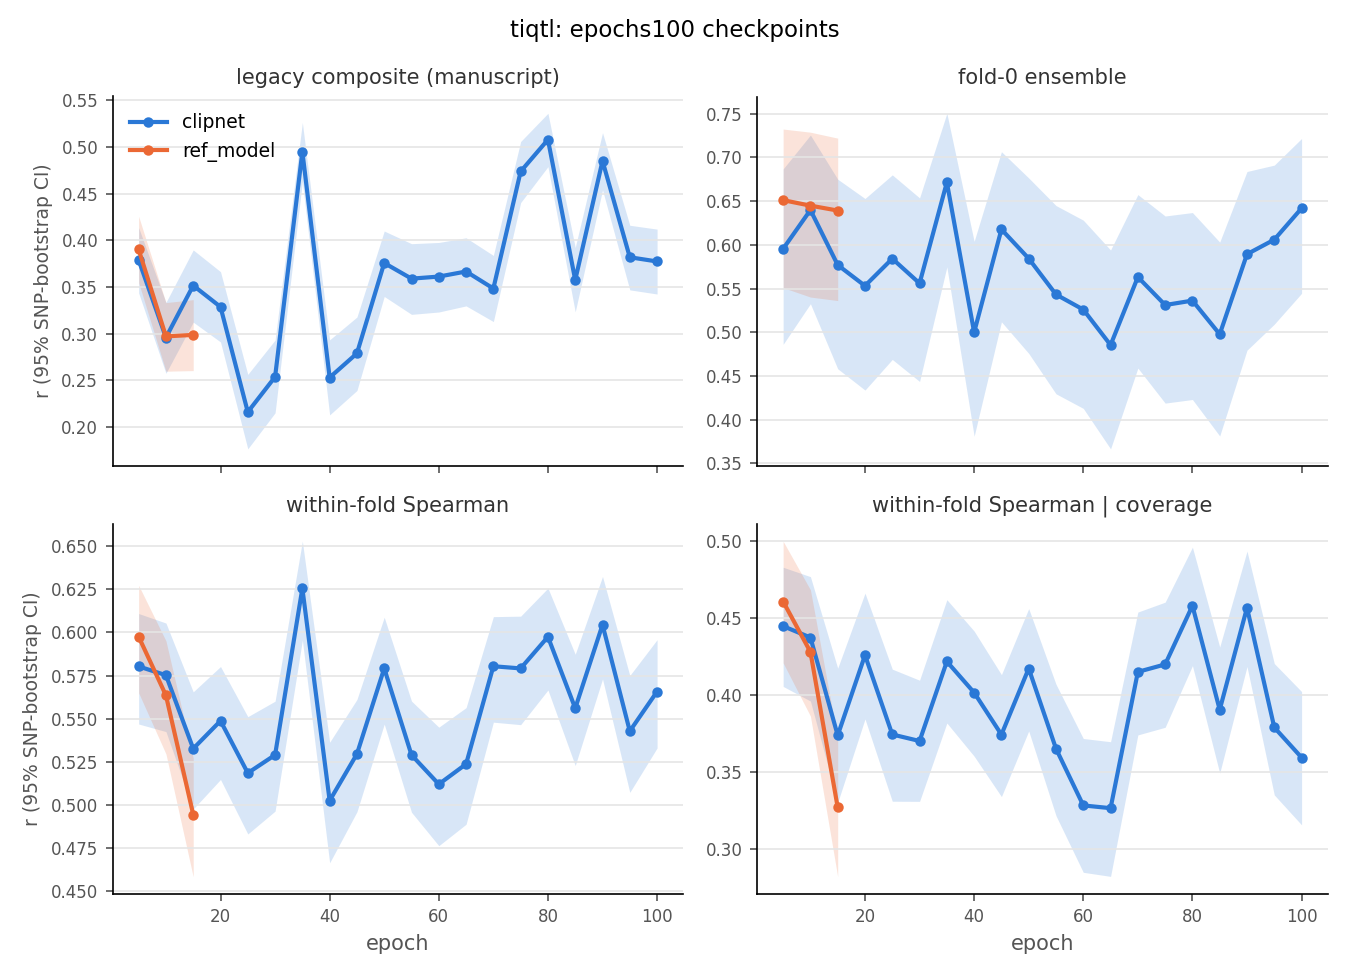 tiqtl: epochs100 checkpoints
legacy composite (manuscript)
r (95% SNP-bootstrap CI)
0.55
0.50
0.45
0.40
0.35
0.30
0.25
0.20
clipnet
ref_model
fold-0 ensemble
0.75
0.70
0.65
0.60
0.55
0.50
0.45
0.40
0.35
within-fold Spearman
r (95% SNP-bootstrap CI)
0.650
0.625
0.600
0.575
0.550
0.525
0.500
0.475
0.450
20 40 60 80 100
epoch
within-fold Spearman | coverage
0.50
0.45
0.40
0.35
0.30
20 40 60 80 100
epoch